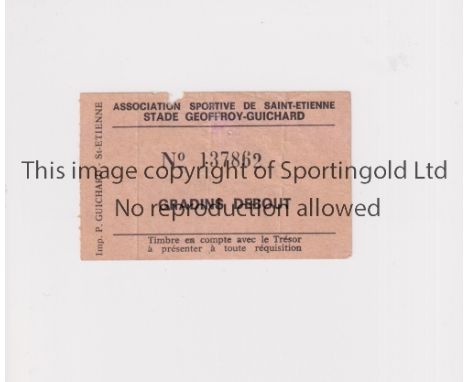 ASSOCIATION SPORTIVE DE SAINT-ETIENNE
STADE GEOFFROY-GUICHARD
Nº 137862
GRADINS DEBOUT
Timbre en compte avec le Trésor
à présenter à toute réquisition
Imp. P. GUICHARD - St-ETIENNE
This image copyright of Sportingold Ltd
No reproduction allowed